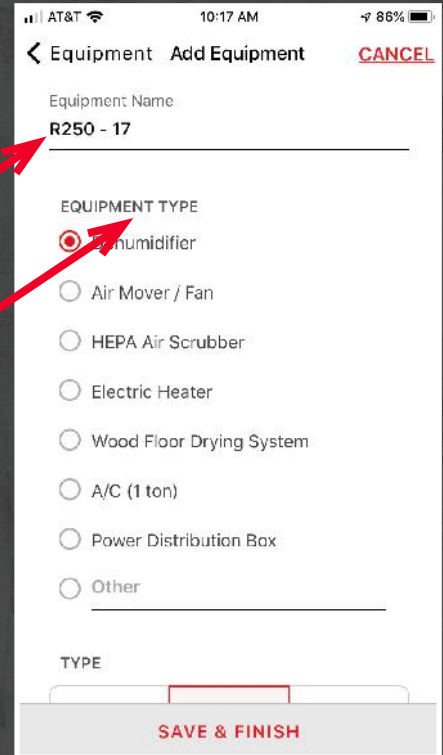 AT&T 10:17 AM 86%
Equipment Add Equipment CANCEL
Equipment Name
R250 - 17
EQUIPMENT TYPE
Dehumidifier
Air Mover / Fan
HEPA Air Scrubber
Electric Heater
Wood Floor Drying System
A/C (1 ton)
Power Distribution Box
Other
TYPE
SAVE & FINISH